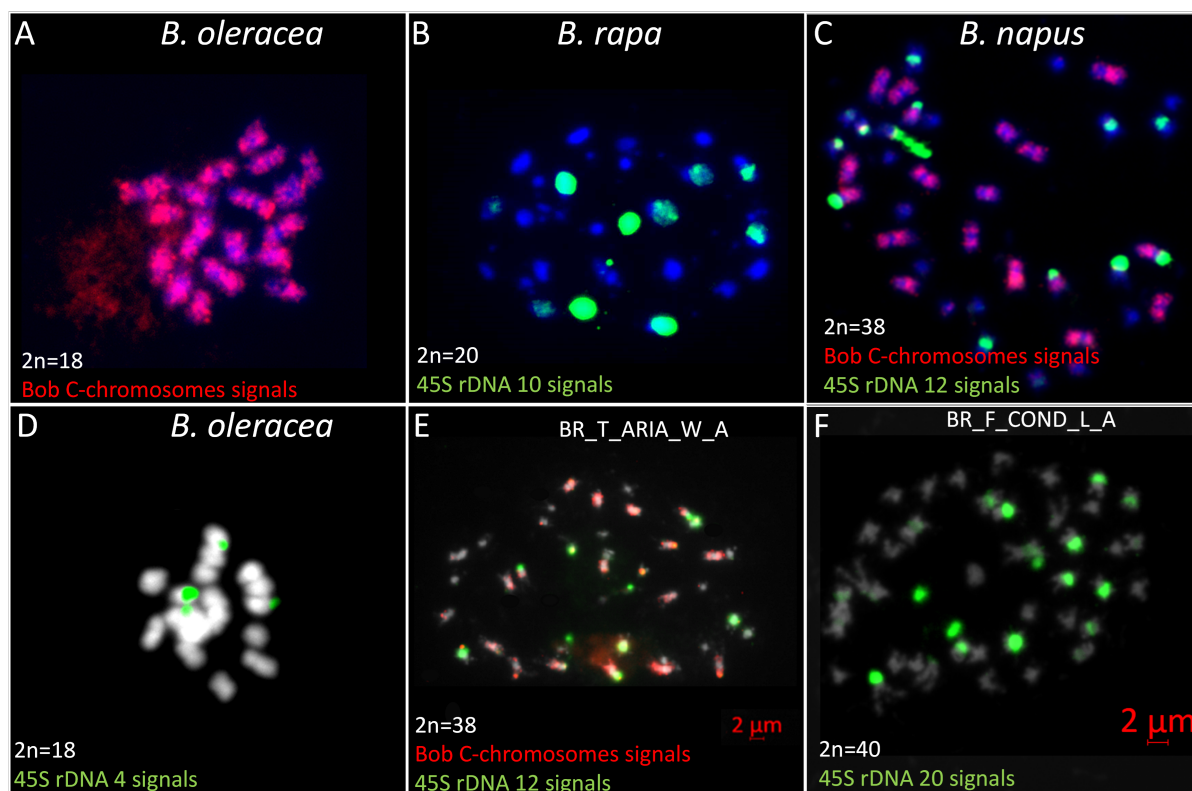 A
B. oleracea
2n=18
Bob C-chromosomes signals
B
B. rapa
2n=20
45S rDNA 10 signals
C
B. napus
2n=38
Bob C-chromosomes signals
45S rDNA 12 signals
D
B. oleracea
2n=18
45S rDNA 4 signals
E
BR_T_ARIA_W_A
2n=38
2 µm
Bob C-chromosomes signals
45S rDNA 12 signals
F
BR_F_COND_L_A
2 µm
2n=40
45S rDNA 20 signals